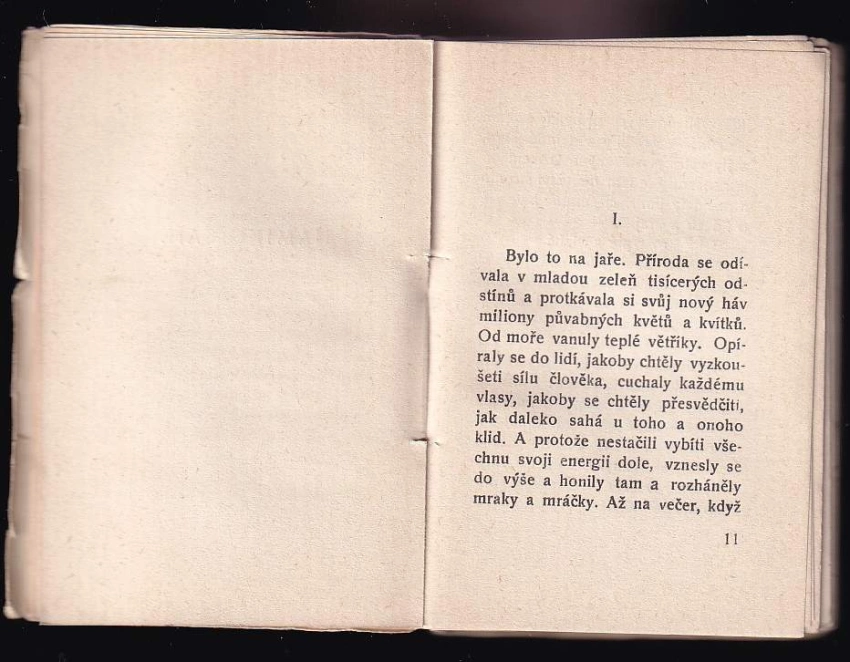 I.
Bylo to na jaře. Příroda se odí-
vala v mladou zeleň tisícerých od-
stínů a protkávala si svůj nový háv
miliony půvabných květů a kvítků.
Od moře vanuly teplé větříky. Opí-
raly se do lidí, jakoby chtěly vyzkou-
šeti sílu člověka, cuchaly každému
vlasy, jakoby se chtěly přesvědčiti,
jak daleko sahá u toho a onoho
klid. A protože nestačili vybíti vše-
chnu svoji energii dole, vznesly se
do výše a honily tam a rozháněly
mraky a mráčky. Až na večer, když
11